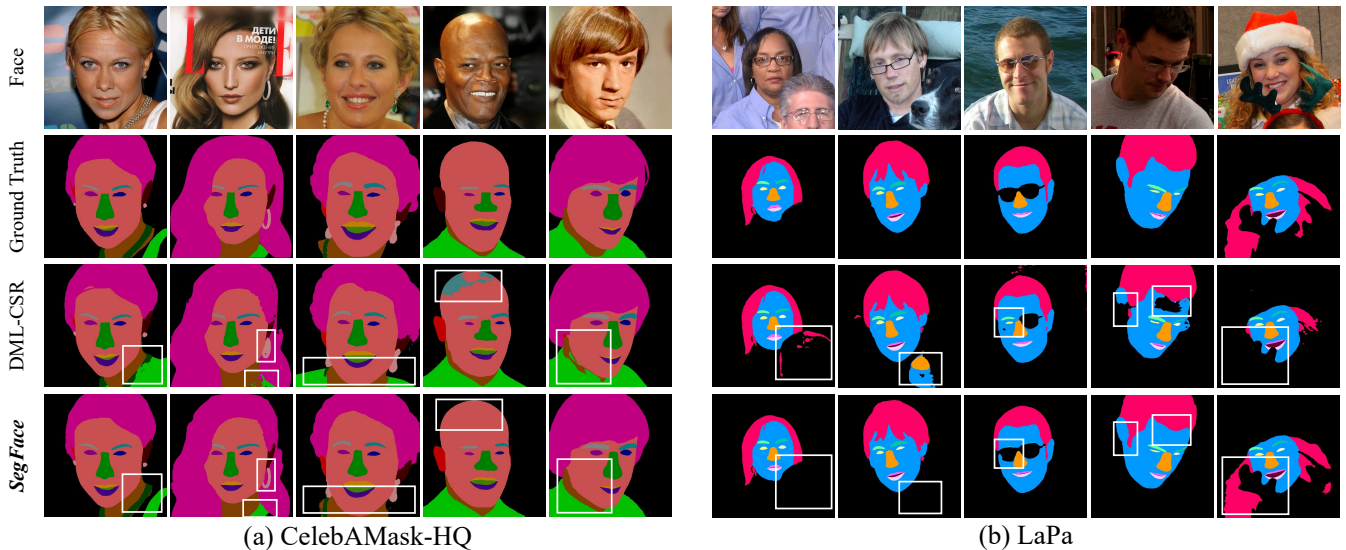 Face
ДЕТИ
В МОДЕ!
Ground Truth
DML-CSR
SegFace
(a) CelebAMask-HQ
(b) LaPa